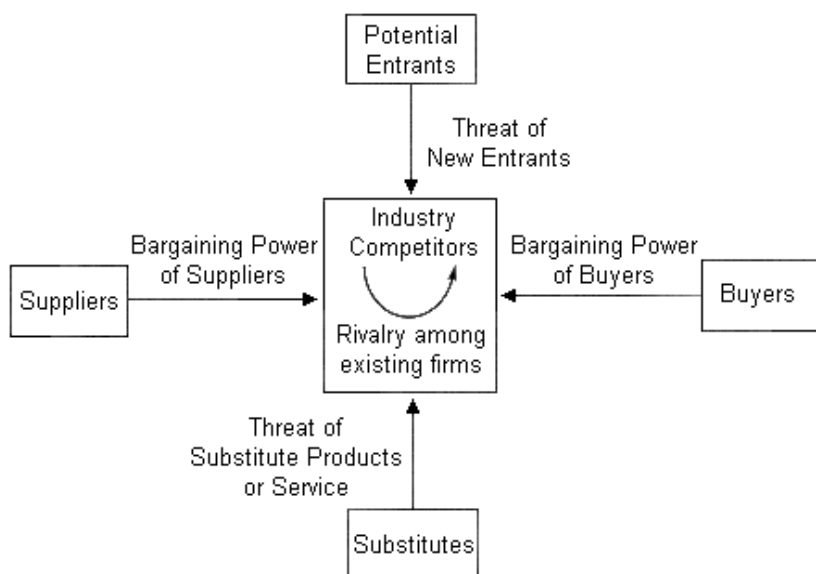 Potential
Entrants
Threat of
New Entrants
Industry
Competitors
Bargaining Power
of Suppliers
Bargaining Power
of Buyers
Suppliers
Buyers
Rivalry among
existing firms
Threat of
Substitute Products
or Service
Substitutes